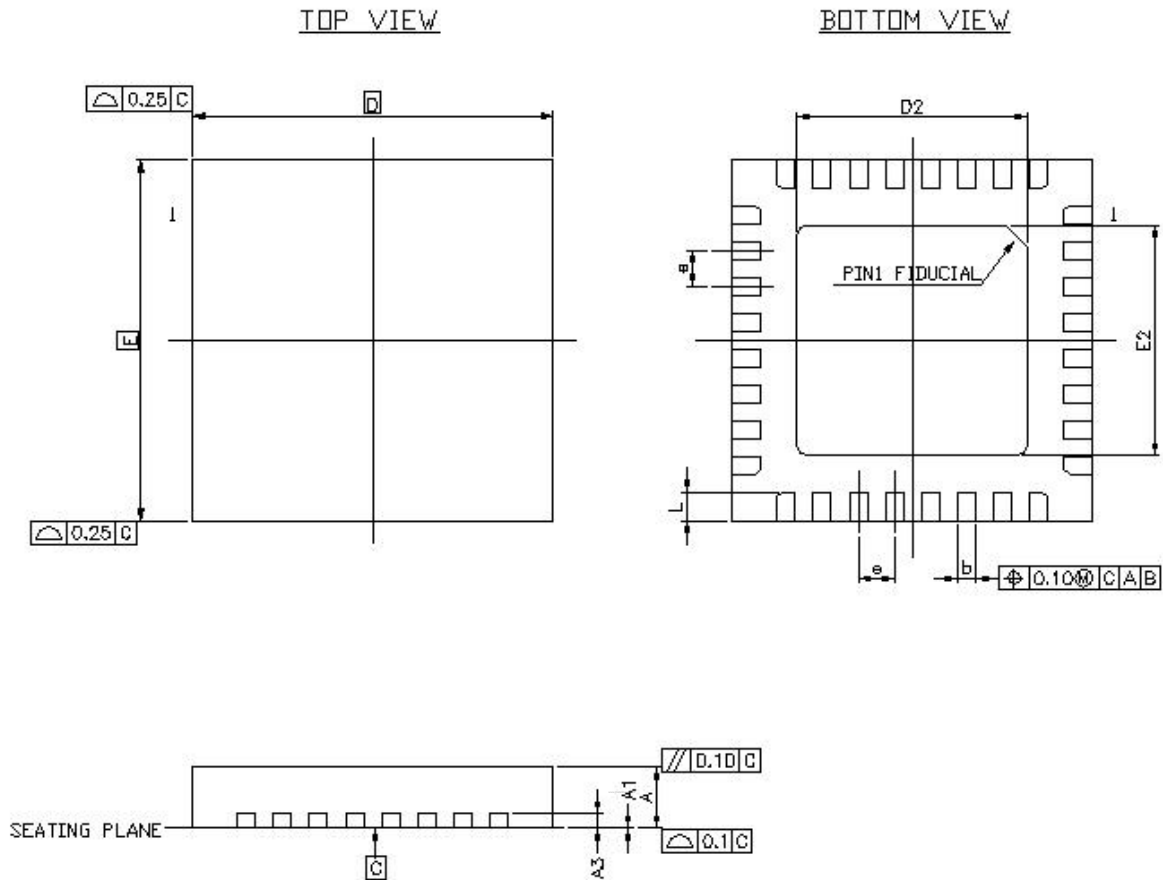 TOP VIEW
BOTTOM VIEW
0.25 C
D
D2
1
1
e
PIN1 FIDUCIAL
E
E2
L
0.25 C
e
b
0.10 Ⓜ C A B
// 0.10 C
A1
A
SEATING PLANE
0.1 C
C
A3